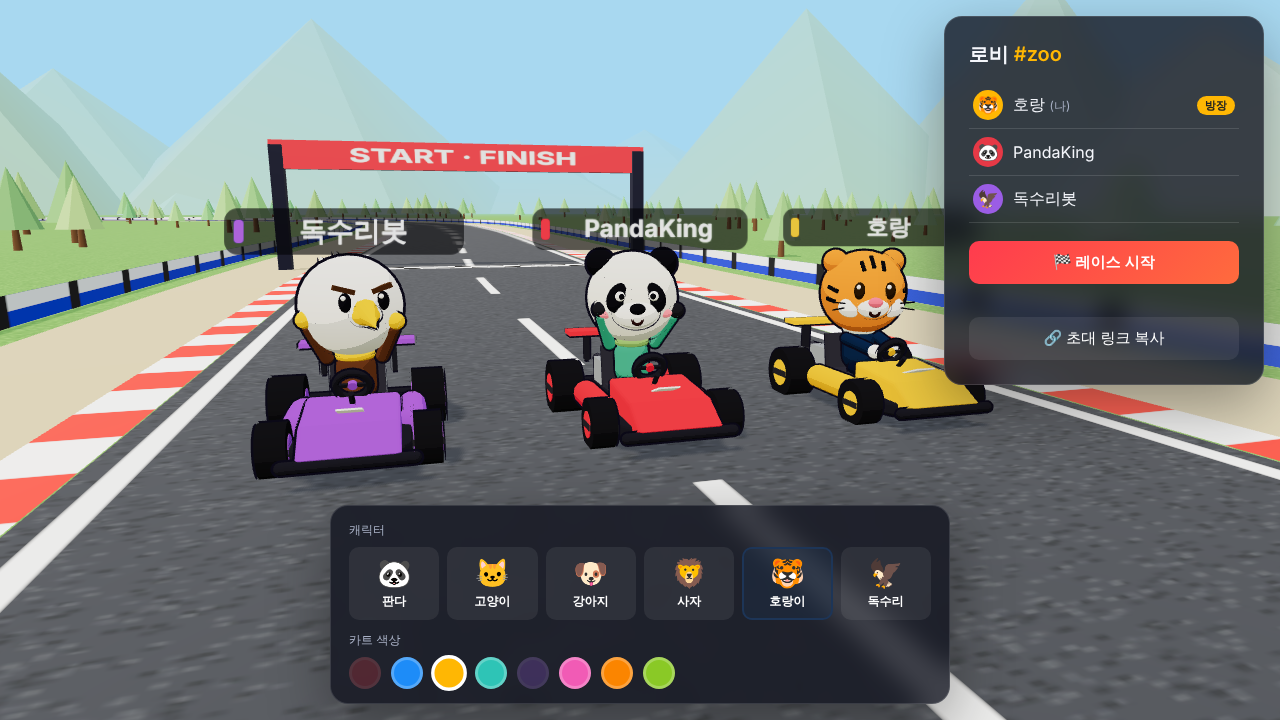 START · FINISH
독수리봇
PandaKing
호랑
로비 #zoo
호랑 (나)
방장
PandaKing
독수리봇
🏁 레이스 시작
🔗 초대 링크 복사
캐릭터
판다
고양이
강아지
사자
호랑이
독수리
카트 색상